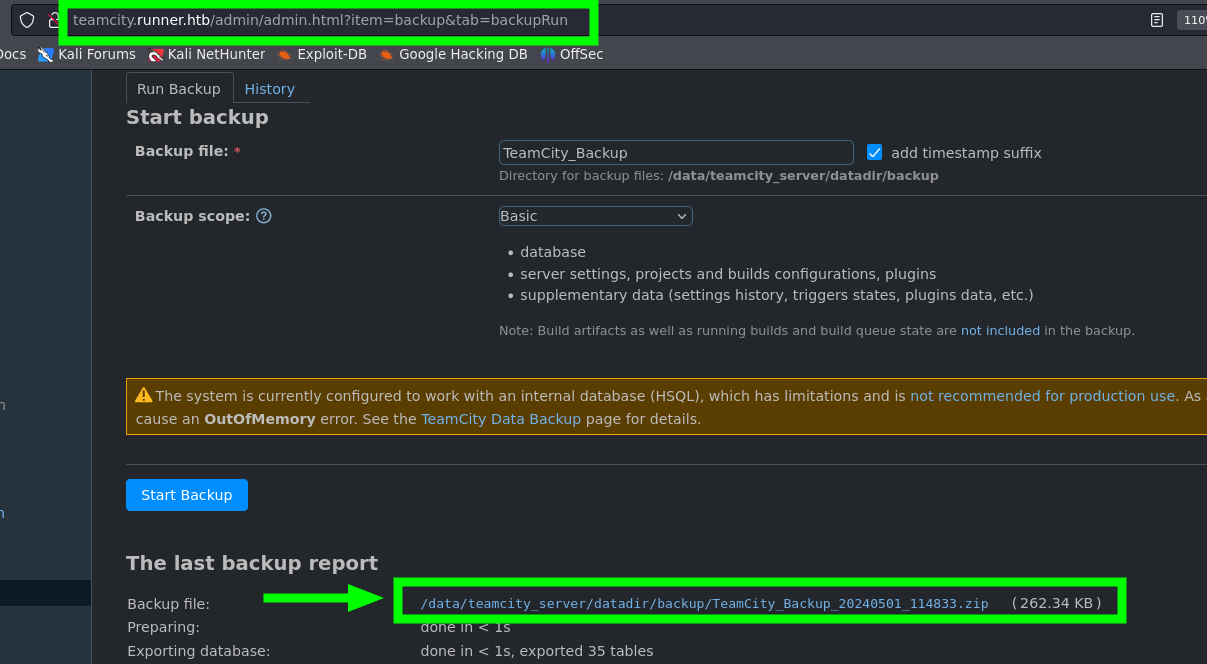 teamcity.runner.htb/admin/admin.html?item=backup&tab=backupRun
110%
Docs Kali Forums Kali NetHunter Exploit-DB Google Hacking DB OffSec
Run Backup History
Start backup
Backup file: * TeamCity_Backup add timestamp suffix
Directory for backup files: /data/teamcity_server/datadir/backup
Backup scope: ? Basic
• database
• server settings, projects and builds configurations, plugins
• supplementary data (settings history, triggers states, plugins data, etc.)
Note: Build artifacts as well as running builds and build queue state are not included in the backup.
The system is currently configured to work with an internal database (HSQL), which has limitations and is not recommended for production use. As
cause an OutOfMemory error. See the TeamCity Data Backup page for details.
Start Backup
The last backup report
Backup file: /data/teamcity_server/datadir/backup/TeamCity_Backup_20240501_114833.zip (262.34 KB)
Preparing: done in < 1s
Exporting database: done in < 1s, exported 35 tables